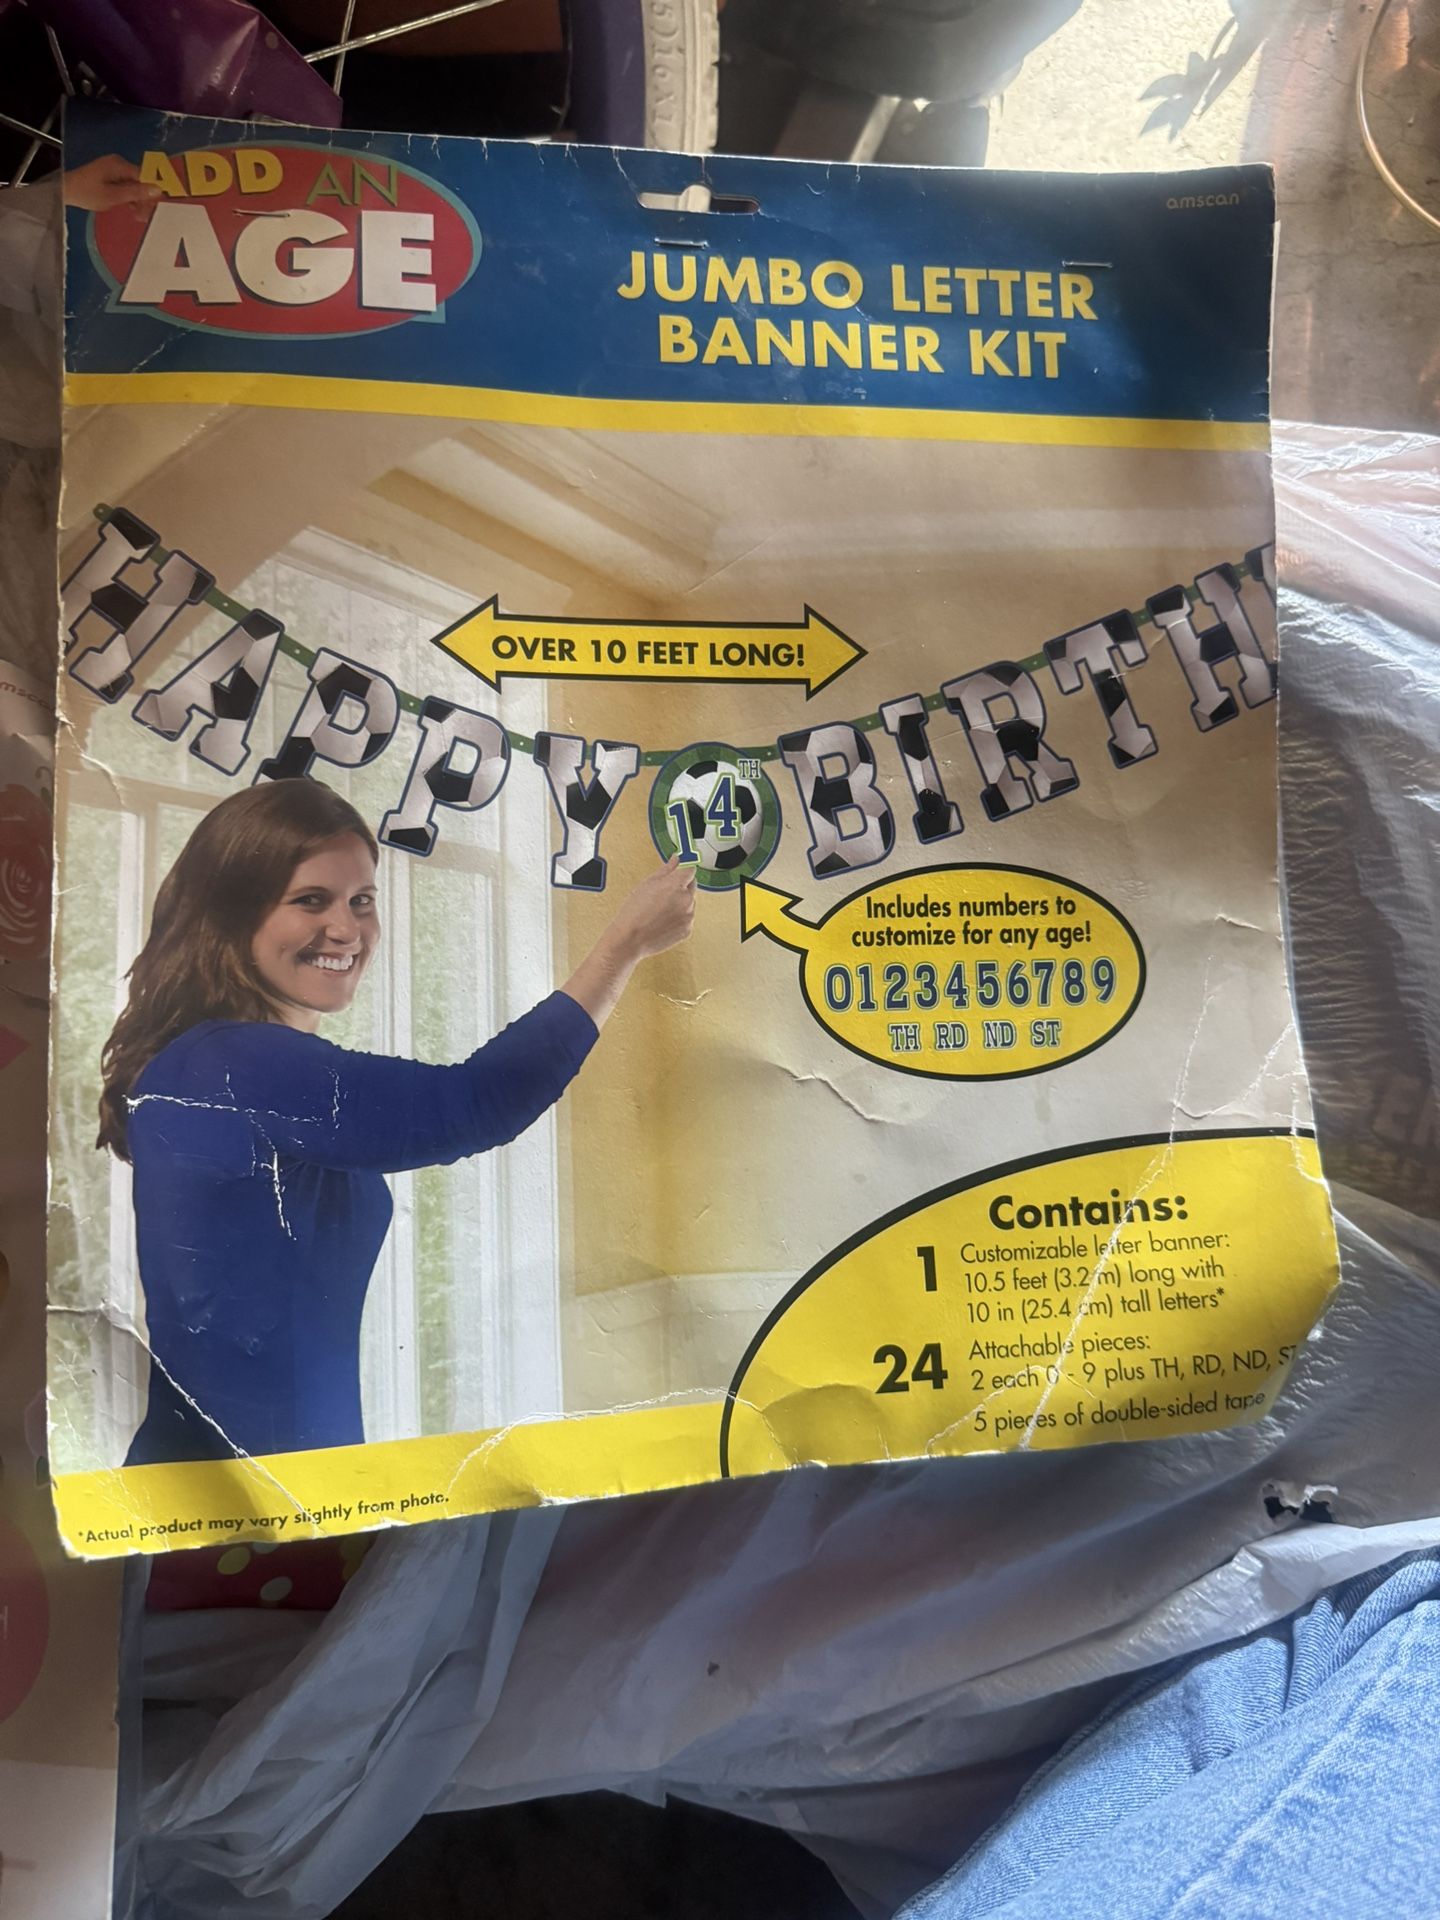 ADD AN
AGE
amscan
JUMBO LETTER
BANNER KIT
OVER 10 FEET LONG!
HAPPY 14TH BIRTH
Includes numbers to
customize for any age!
0123456789
TH RD ND ST
Contains:
1 Customizable letter banner:
10.5 feet (3.2 m) long with
10 in (25.4 cm) tall letters*
24 Attachable pieces:
2 each 0 - 9 plus TH, RD, ND, ST
5 pieces of double-sided tape
*Actual product may vary slightly from photo.